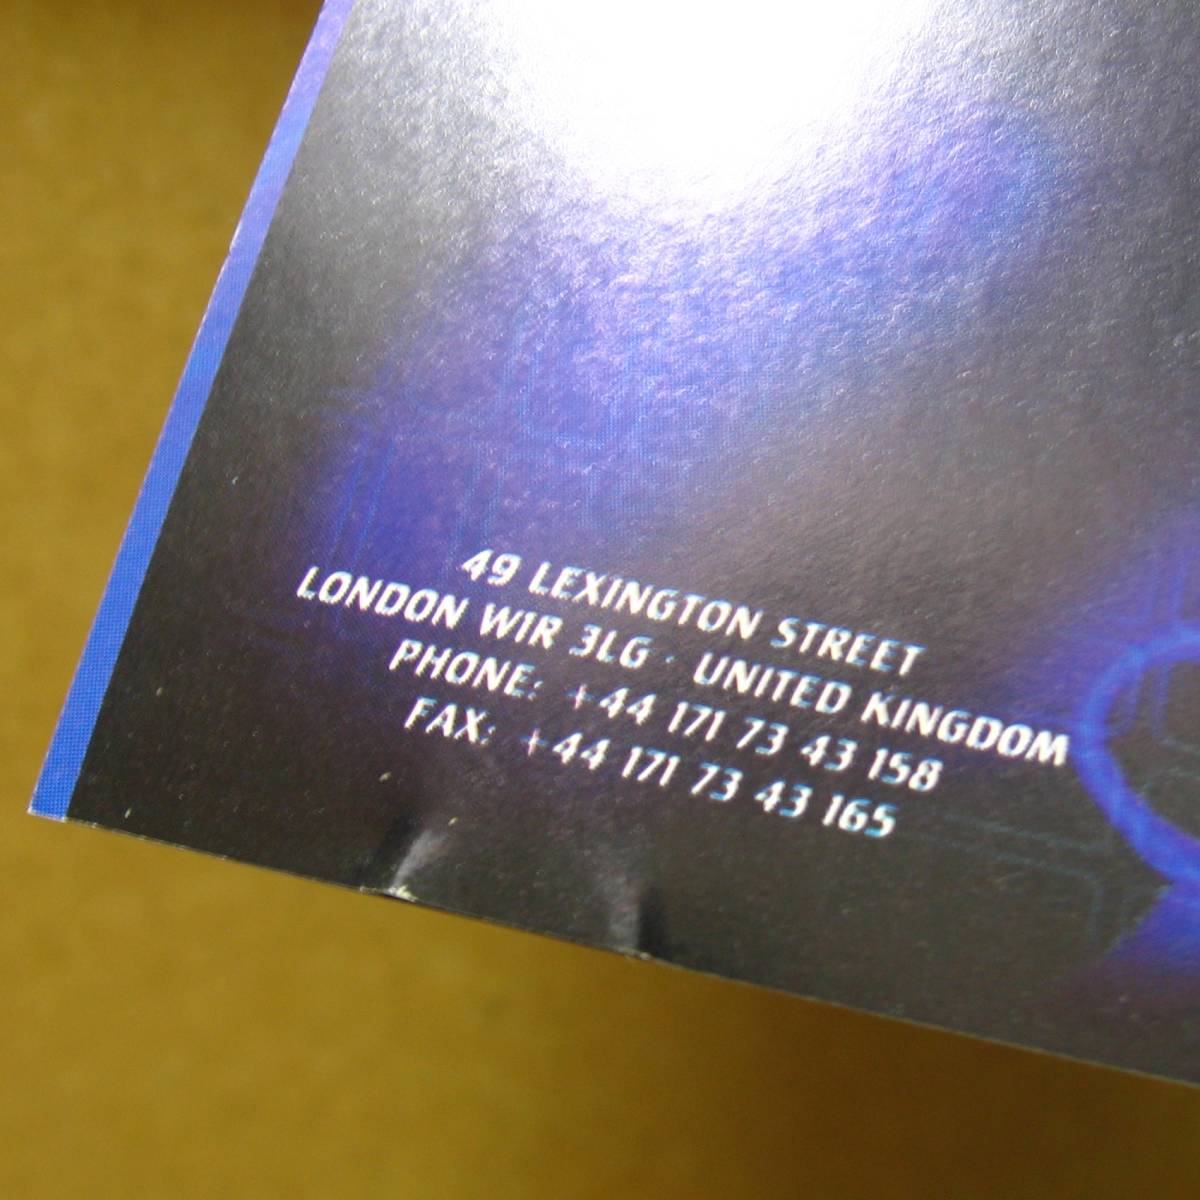 49 LEXINGTON STREET
LONDON W1R 3LG · UNITED KINGDOM
PHONE: +44 171 73 43 158
FAX: +44 171 73 43 165